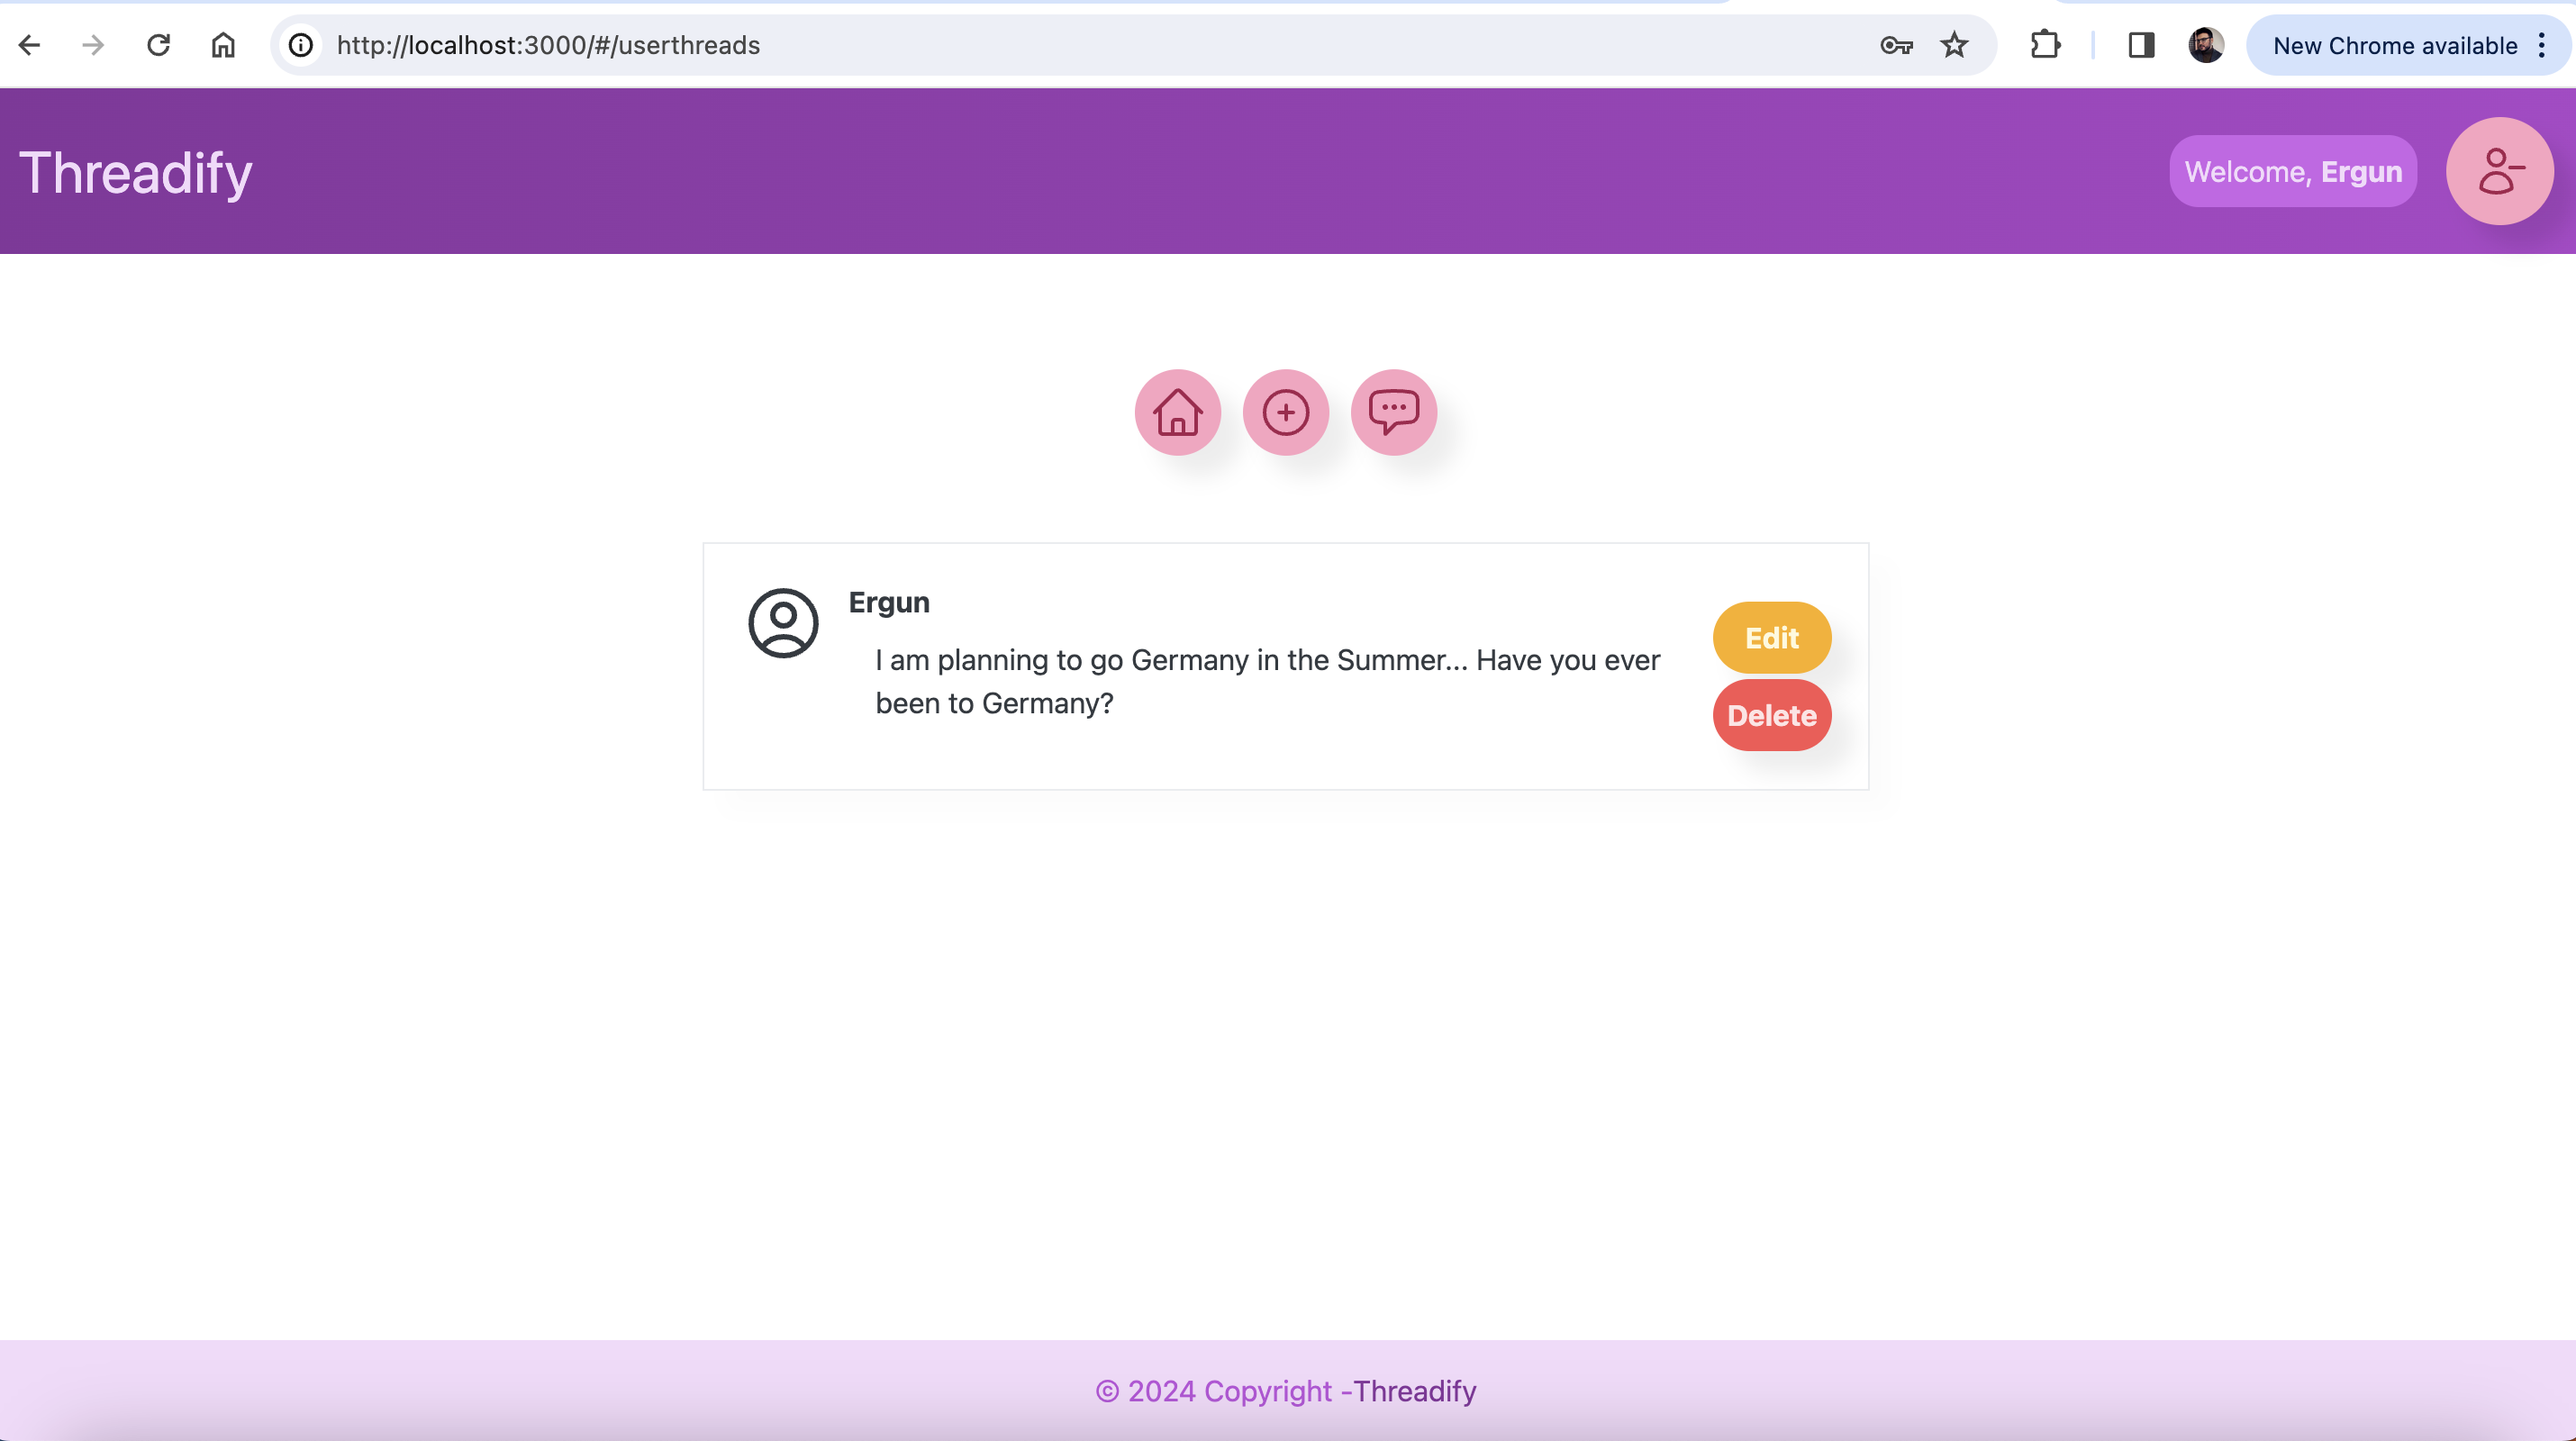 http://localhost:3000/#/userthreads
New Chrome available
Threadify
Welcome, Ergun
Ergun
I am planning to go Germany in the Summer... Have you ever
been to Germany?
Edit
Delete
© 2024 Copyright -Threadify